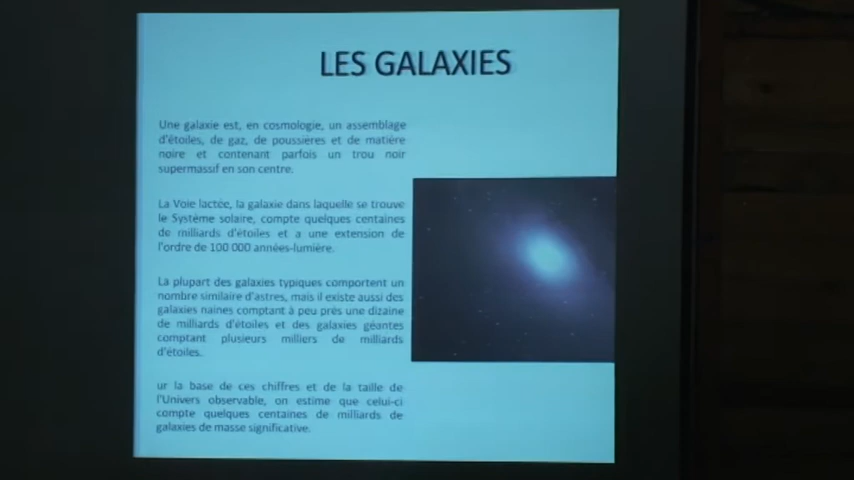 LES GALAXIES
Une galaxie est, en cosmologie, un assemblage
d'étoiles, de gaz, de poussières et de matière
noire et contenant parfois un trou noir
supermassif en son centre.
La Voie lactée, la galaxie dans laquelle se trouve
le Système solaire, compte quelques centaines
de milliards d'étoiles et a une extension de
l'ordre de 100 000 années-lumière.
La plupart des galaxies typiques comportent un
nombre similaire d'astres, mais il existe aussi des
galaxies naines comptant à peu près une dizaine
de milliards d'étoiles et des galaxies géantes
comptant plusieurs milliers de milliards
d'étoiles.
ur la base de ces chiffres et de la taille de
l'Univers observable, on estime que celui-ci
compte quelques centaines de milliards de
galaxies de masse significative.